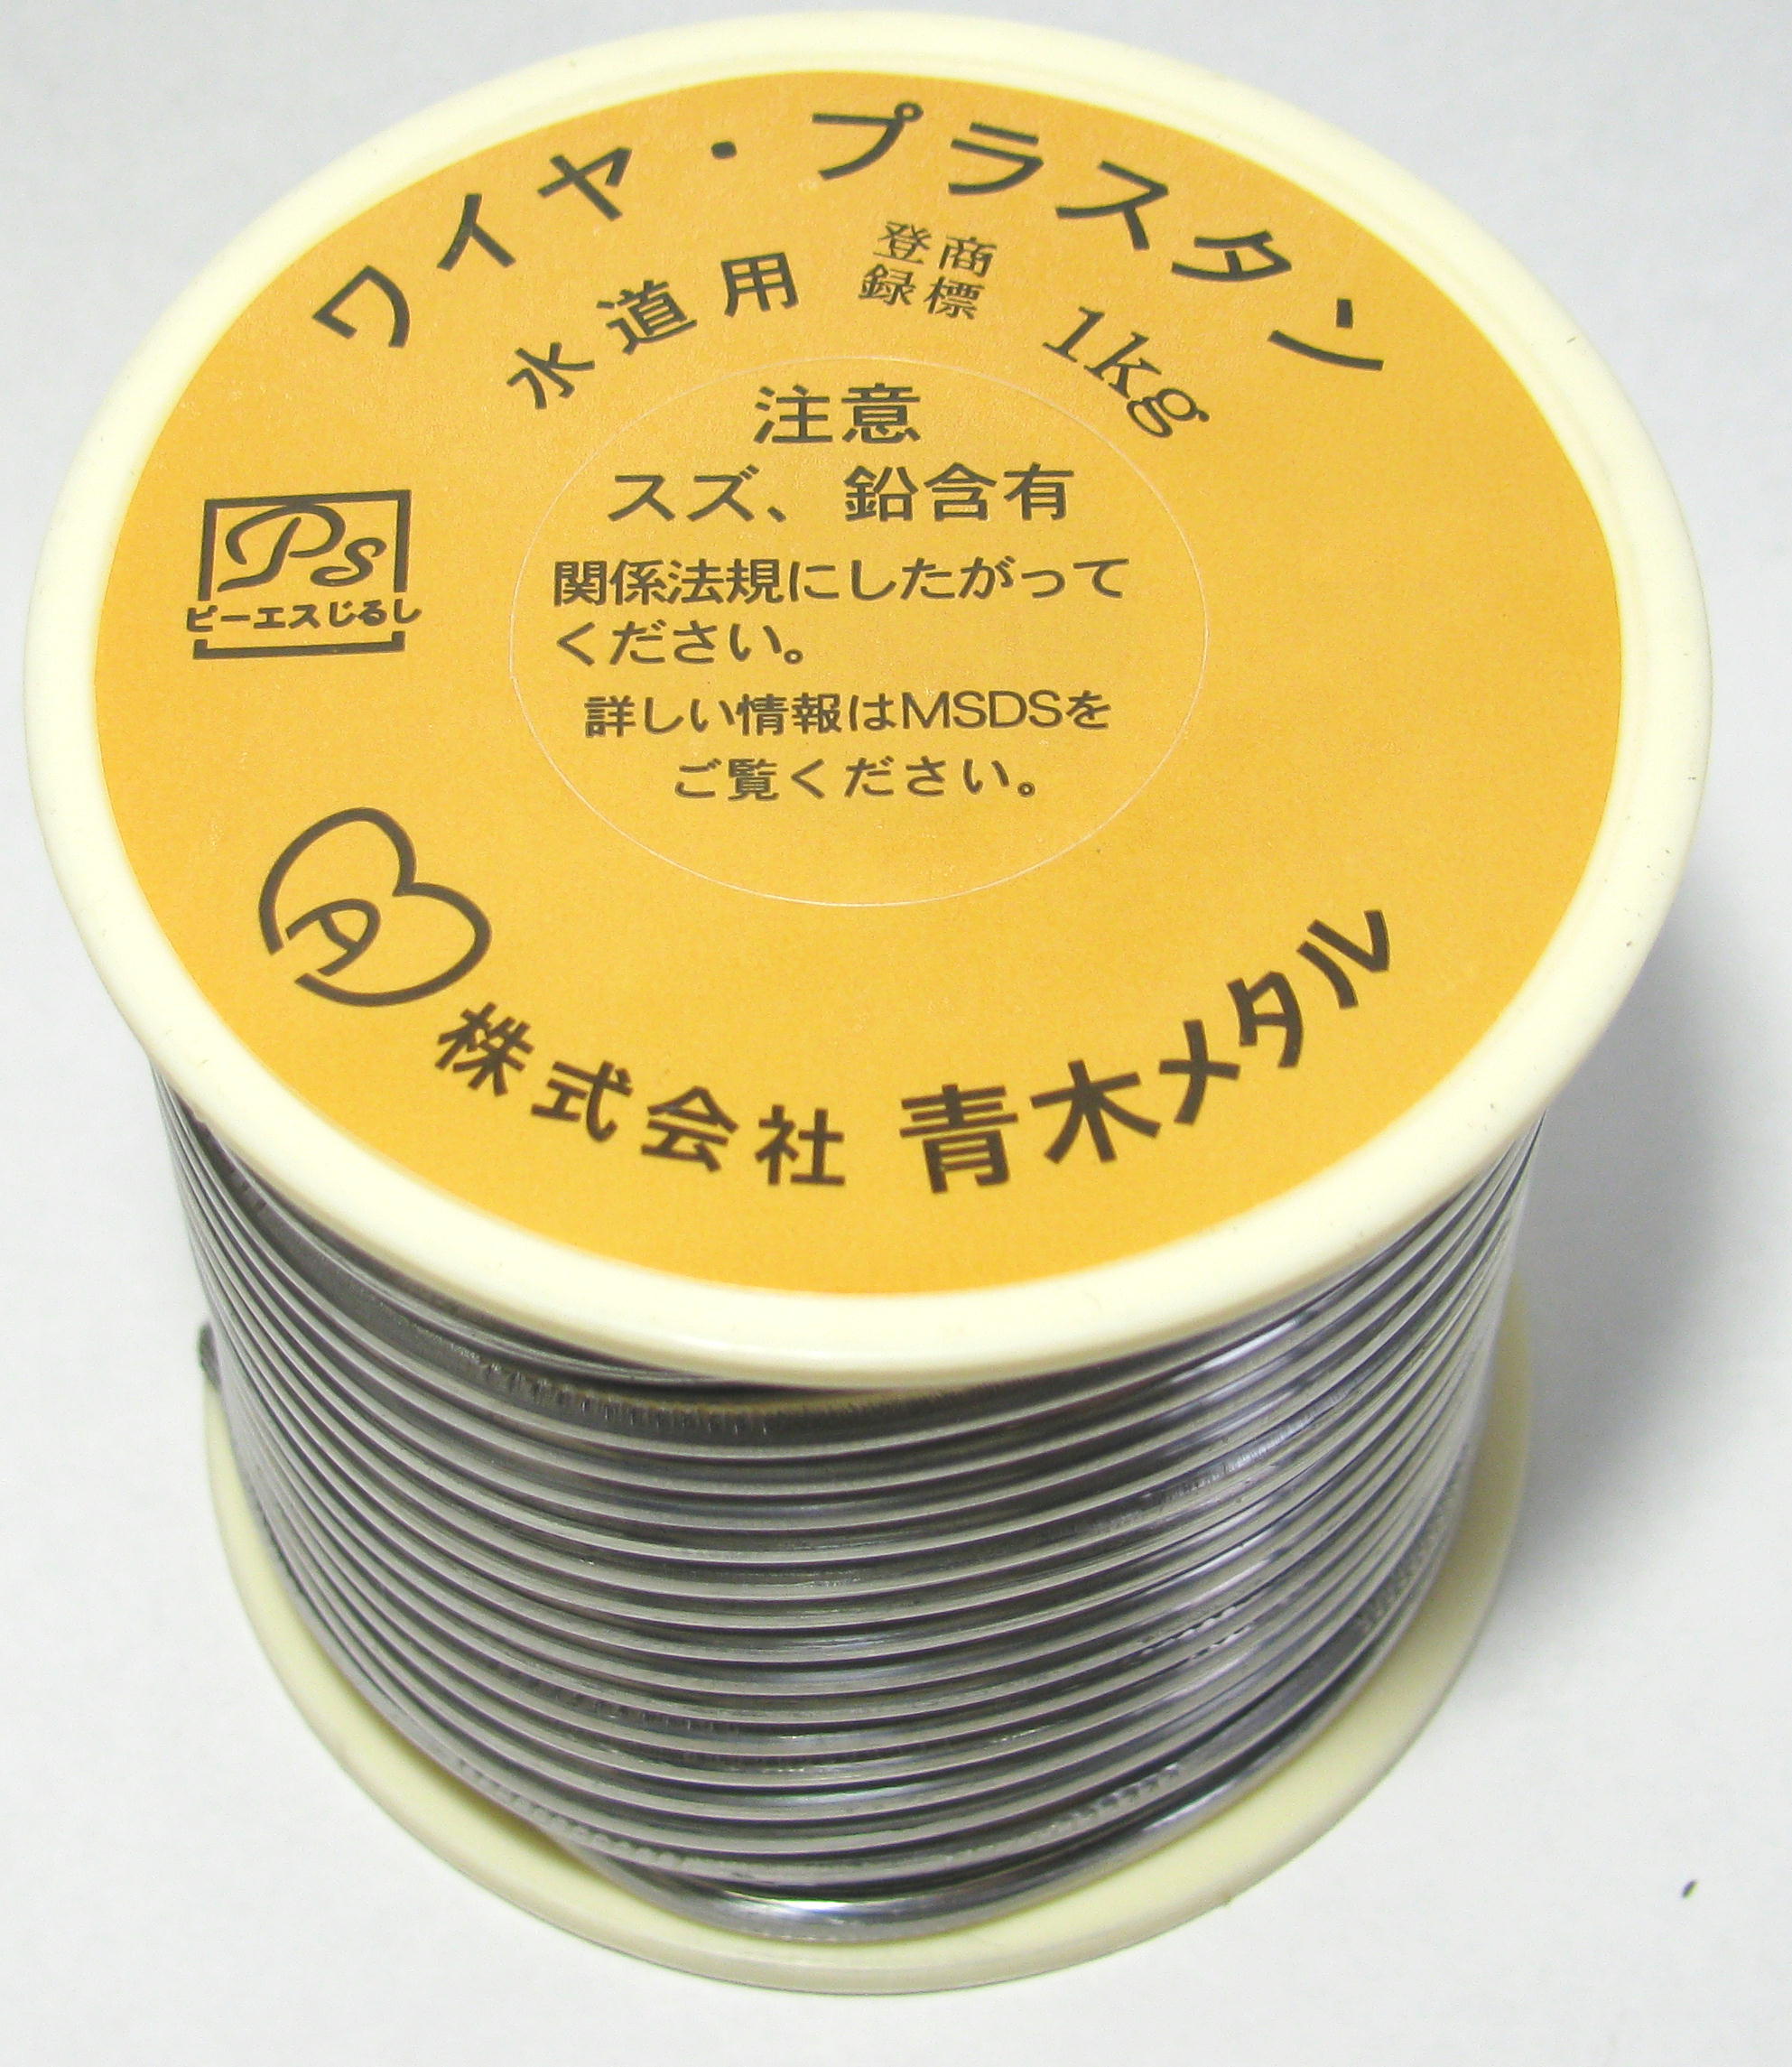 ワイヤ・プラスタン
水道用 登録商標 1kg
注意
スズ、鉛含有
関係法規にしたがって
ください。
詳しい情報はMSDSを
ご覧ください。
Ps
ピーエスじるし
株式会社 青木メタル